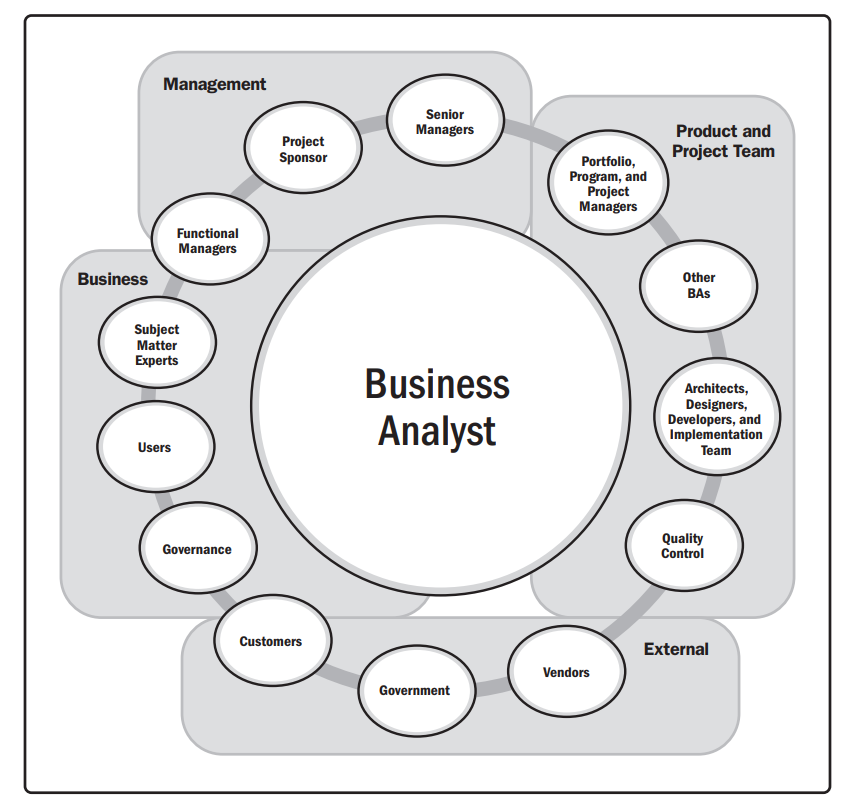 Management
Senior
Managers
Project
Sponsor
Product and
Project Team
Portfolio,
Program, and
Project
Managers
Functional
Managers
Business
Other
BAs
Subject
Matter
Experts
Business
Analyst
Architects,
Designers,
Developers, and
Implementation
Team
Users
Governance
Quality
Control
Customers
External
Government
Vendors